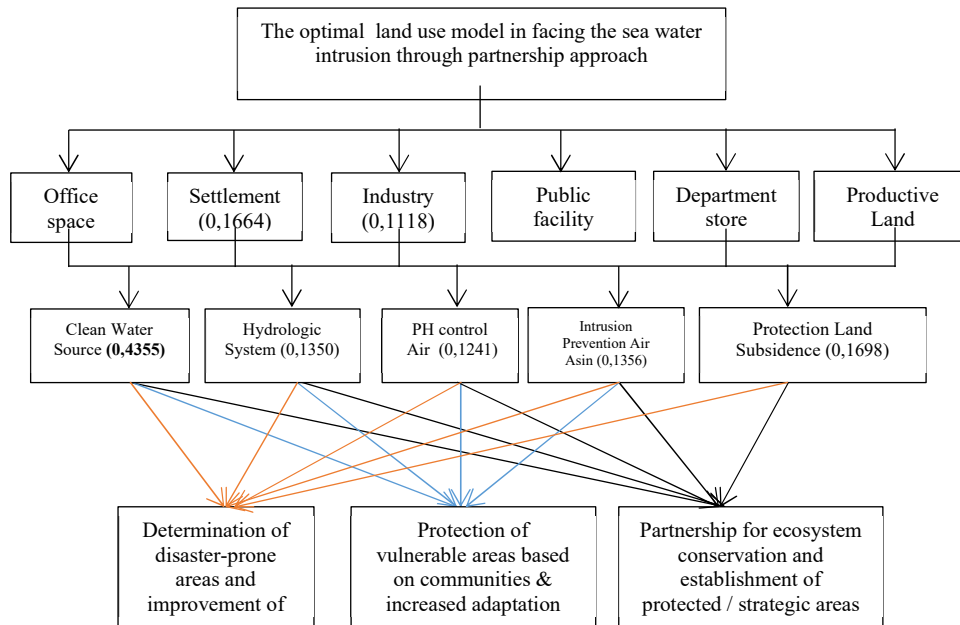 The optimal land use model in facing the sea water
intrusion through partnership approach
Office
space
Settlement
(0,1664)
Industry
(0,1118)
Public
facility
Department
store
Productive
Land
Clean Water
Source (0,4355)
Hydrologic
System (0,1350)
PH control
Air (0,1241)
Intrusion
Prevention Air
Asin (0,1356)
Protection Land
Subsidence (0,1698)
Determination of
disaster-prone
areas and
improvement of
Protection of
vulnerable areas based
on communities &
increased adaptation
Partnership for ecosystem
conservation and
establishment of
protected / strategic areas